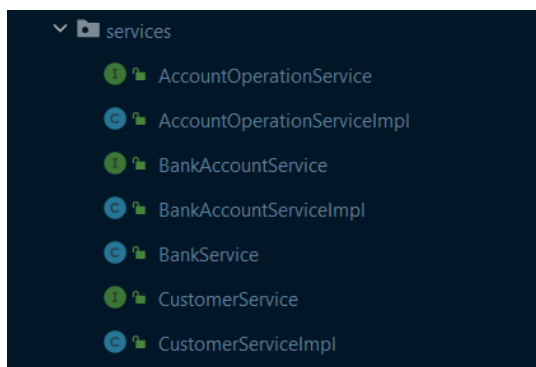 services
I AccountOperationService
C AccountOperationServiceImpl
I BankAccountService
C BankAccountServiceImpl
C BankService
I CustomerService
C CustomerServiceImpl